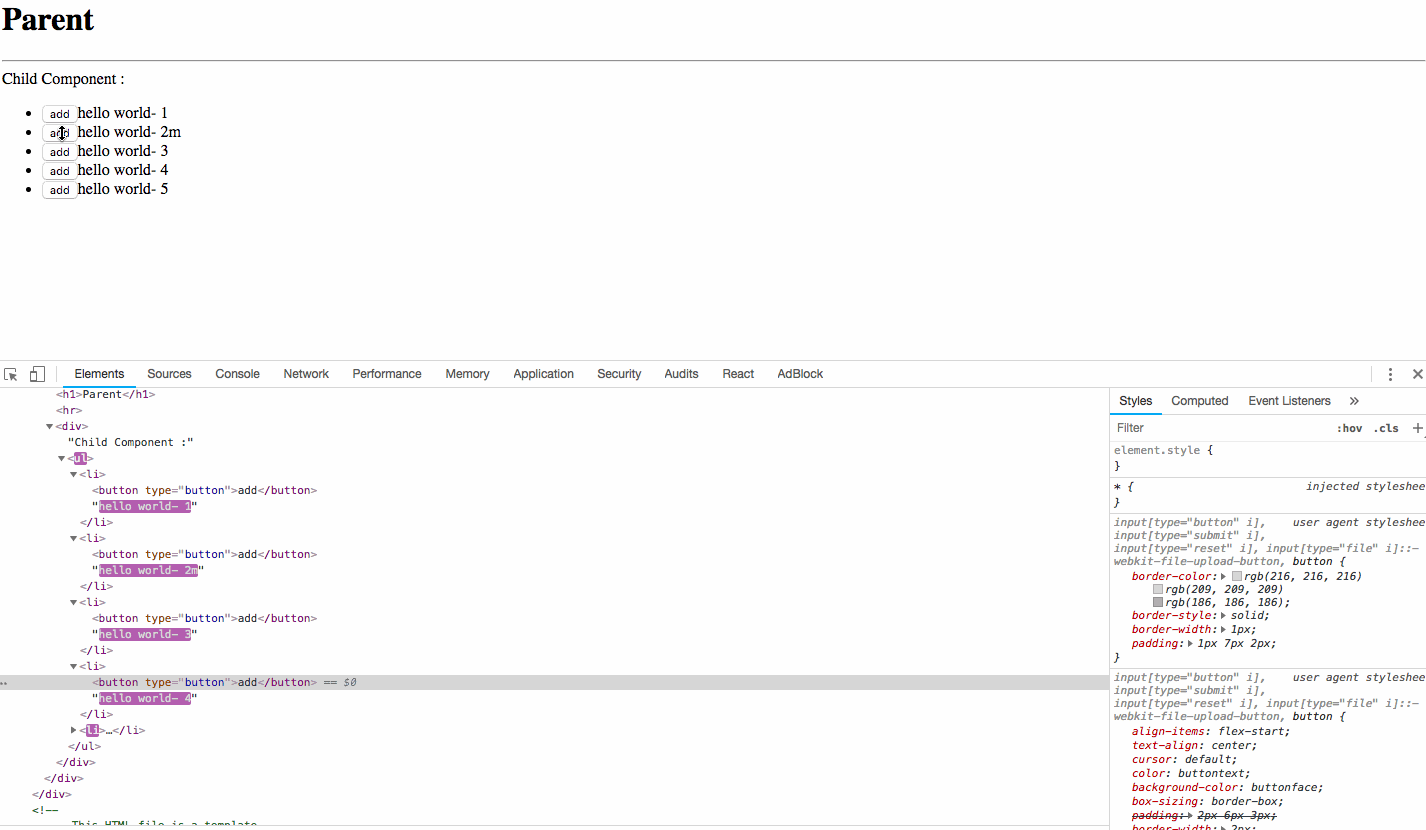 Parent
Child Component :
add hello world- 1
add hello world- 2m
add hello world- 3
add hello world- 4
add hello world- 5
Elements Sources Console Network Performance Memory Application Security Audits React AdBlock
<h1>Parent</h1>
<hr>
▼<div>
"Child Component :"
▼<ul>
▼<li>
<button type="button">add</button>
"hello world- 1"
</li>
▼<li>
<button type="button">add</button>
"hello world- 2m"
</li>
▼<li>
<button type="button">add</button>
"hello world- 3"
</li>
▼<li>
<button type="button">add</button> == $0
"hello world- 4"
</li>
▶<li>…</li>
</ul>
</div>
</div>
</div>
<!--
This HTML file is a template
Styles Computed Event Listeners »
Filter :hov .cls +
element.style {
}
* { injected styleshee
}
input[type="button" i], user agent styleshee
input[type="submit" i],
input[type="reset" i], input[type="file" i]::-
webkit-file-upload-button, button {
border-color:▶ rgb(216, 216, 216)
rgb(209, 209, 209)
rgb(186, 186, 186);
border-style:▶ solid;
border-width:▶ 1px;
padding:▶ 1px 7px 2px;
}
input[type="button" i], user agent styleshee
input[type="submit" i],
input[type="reset" i], input[type="file" i]::-
webkit-file-upload-button, button {
align-items: flex-start;
text-align: center;
cursor: default;
color: buttontext;
background-color: buttonface;
box-sizing: border-box;
padding:▶ 2px 6px 3px;
border-width:▶ 2px;